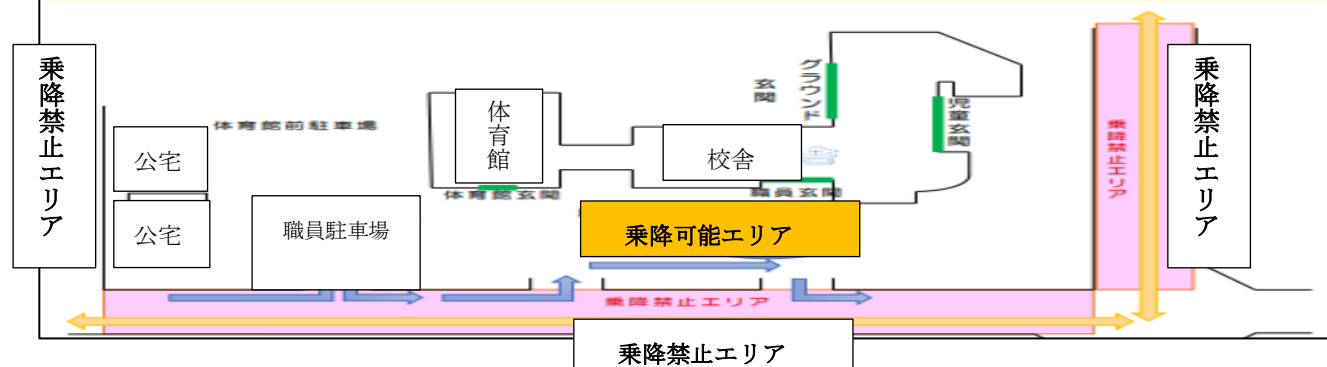 乗降禁止エリア
公宅
公宅
体育館前駐車場
職員駐車場
体育館
体育館玄関
校舎
舎
グラウンド
玄関
職員玄関
児童玄関
乗降可能エリア
乗降禁止エリア
乗降禁止エリア
乗降禁止エリア
乗降禁止エリア